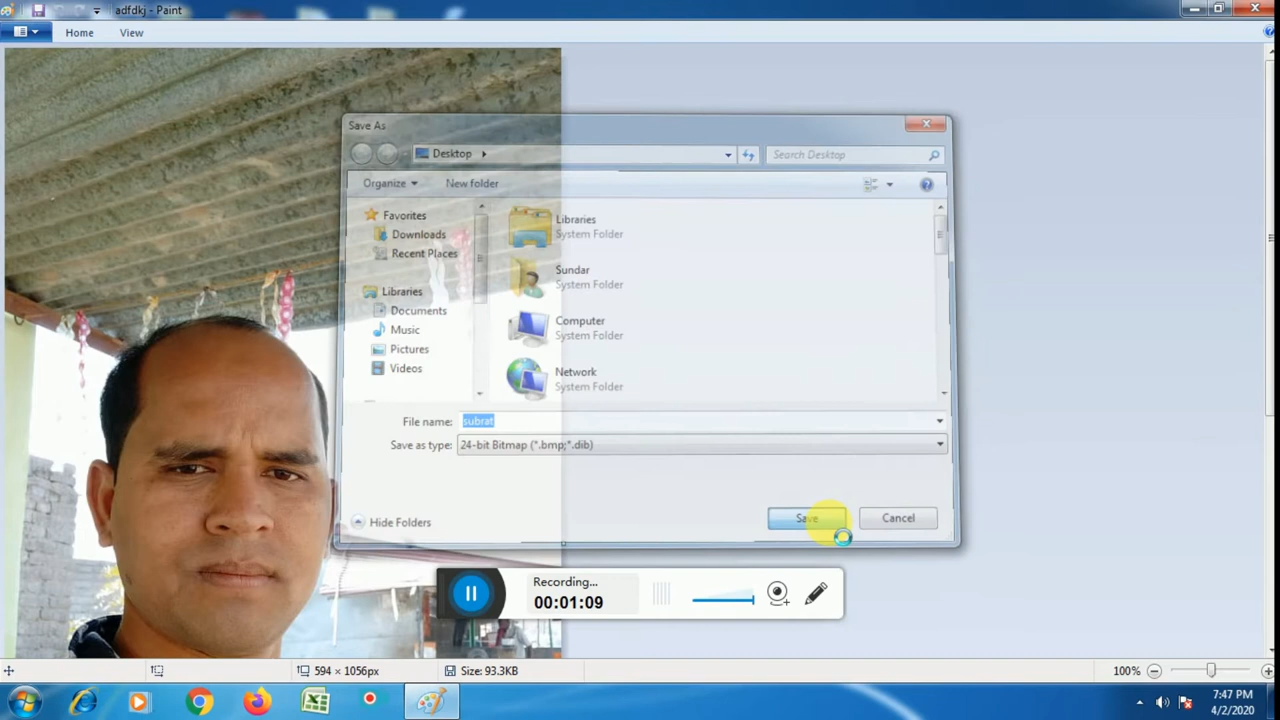 adfdkj - Paint
Home View
Save As
Desktop
Search Desktop
Organize New folder
Favorites
Downloads
Recent Places
Libraries
Documents
Music
Pictures
Videos
Libraries
System Folder
Sundar
System Folder
Computer
System Folder
Network
System Folder
File name: subrat
Save as type: 24-bit Bitmap (*.bmp;*.dib)
Hide Folders
Save Cancel
Recording...
00:01:09
594 × 1056px
Size: 93.3KB
100%
7:47 PM
4/2/2020